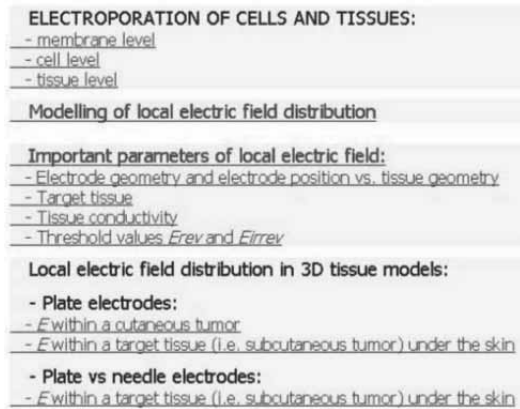 ELECTROPORATION OF CELLS AND TISSUES:
- membrane level
- cell level
- tissue level
Modelling of local electric field distribution
Important parameters of local electric field:
- Electrode geometry and electrode position vs. tissue geometry
- Target tissue
- Tissue conductivity
- Threshold values Erev and Eirrev
Local electric field distribution in 3D tissue models:
- Plate electrodes:
- E within a cutaneous tumor
- E within a target tissue (i.e. subcutaneous tumor) under the skin
- Plate vs needle electrodes:
- E within a target tissue (i.e. subcutaneous tumor) under the skin